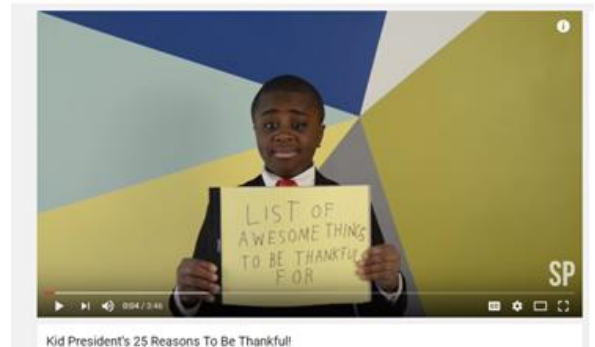 LIST OF
AWESOME THINGS
TO BE THANKFUL
FOR
SP
0:04 / 3:46
Kid President's 25 Reasons To Be Thankful!